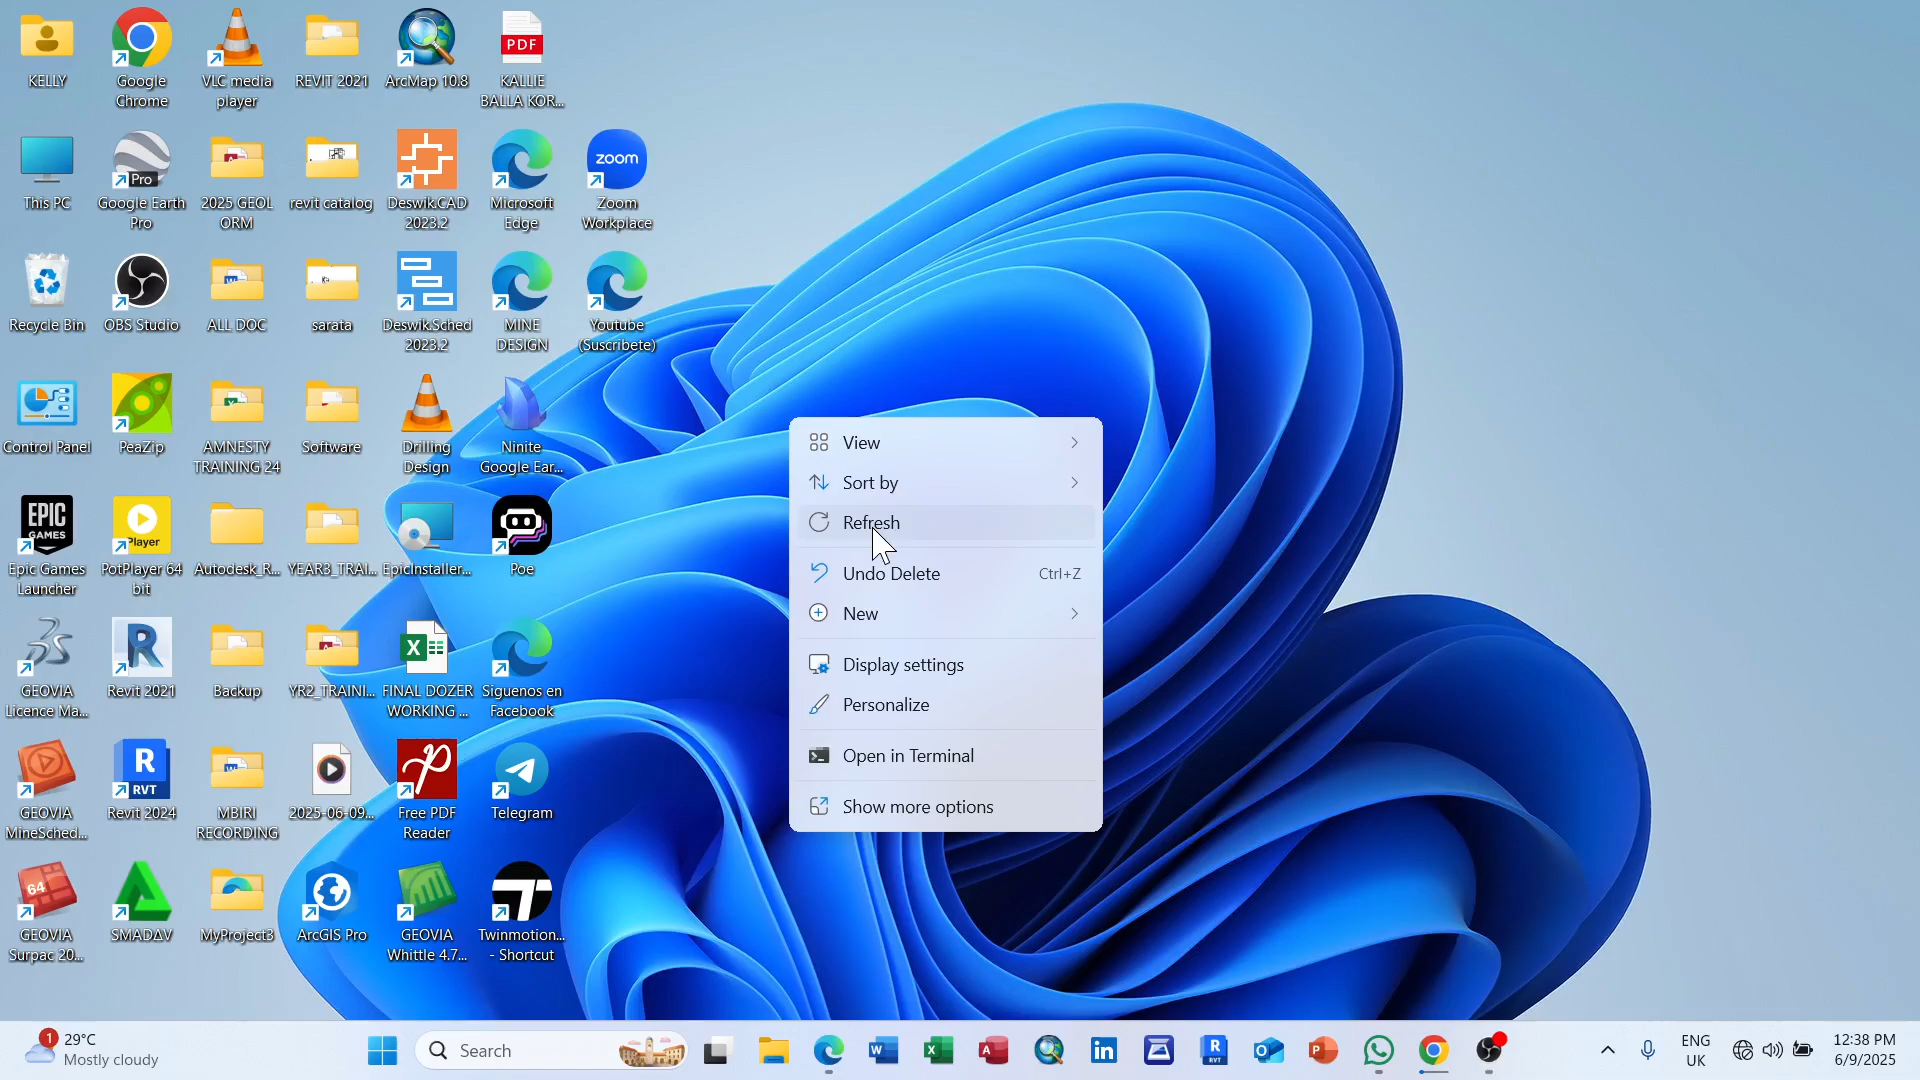 KELLY
Google
Chrome
VLC media
player
REVIT 2021
ArcMap 10.8
PDF
KALLIE
BALLA KOR...
This PC
Pro
Google Earth
Pro
2025 GEOL
ORM
revit catalog
Deswik.CAD
2023.2
Microsoft
Edge
zoom
Zoom
Workplace
Recycle Bin
OBS Studio
ALL DOC
sarata
Deswik.Sched
2023.2
MINE
DESIGN
Youtube
(Suscribete)
Control Panel
PeaZip
AMNESTY
TRAINING 24
Software
Drilling
Design
Ninite
Google Ear...
EPIC
GAMES
Epic Games
Launcher
Player
PotPlayer 64
bit
Autodesk_R...
YEAR3_TRAI...
EpicInstaller...
Poe
GEOVIA
Licence Ma...
R
Revit 2021
Backup
YR2_TRAINI...
X
FINAL DOZER
WORKING ...
Siguenos en
Facebook
GEOVIA
MineSched...
R
RVT
Revit 2024
MBIRI
RECORDING
2025-06-09...
Free PDF
Reader
Telegram
64
GEOVIA
Surpac 20...
SMADΔV
MyProject3
ArcGIS Pro
GEOVIA
Whittle 4.7...
Twinmotion...
- Shortcut
View
Sort by
Refresh
Undo Delete Ctrl+Z
New
Display settings
Personalize
Open in Terminal
Show more options
1
29°C
Mostly cloudy
Search
W
X
A
in
R
RVT
O
P
ENG
UK
12:38 PM
6/9/2025